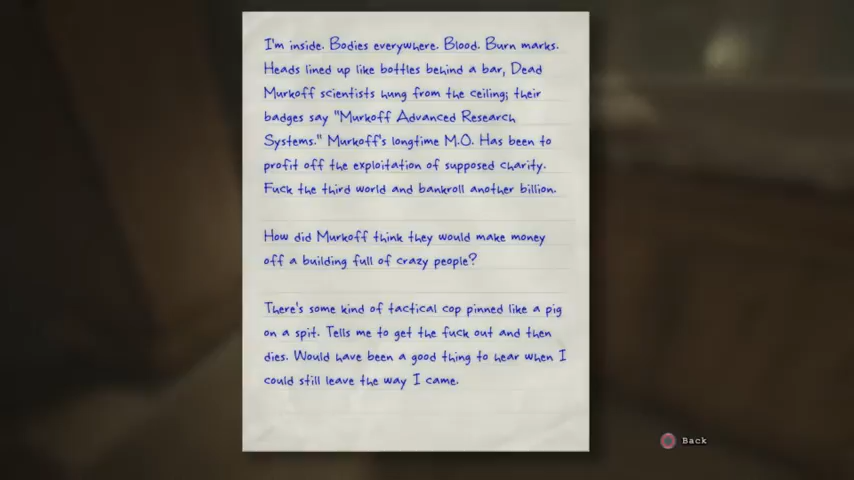 I'm inside. Bodies everywhere. Blood. Burn marks.
Heads lined up like bottles behind a bar, Dead
Murkoff scientists hung from the ceiling; their
badges say "Murkoff Advanced Research
Systems." Murkoff's longtime M.O. Has been to
profit off the exploitation of supposed charity.
Fuck the third world and bankroll another billion.
How did Murkoff think they would make money
off a building full of crazy people?
There's some kind of tactical cop pinned like a pig
on a spit. Tells me to get the fuck out and then
dies. Would have been a good thing to hear when I
could still leave the way I came.
Back